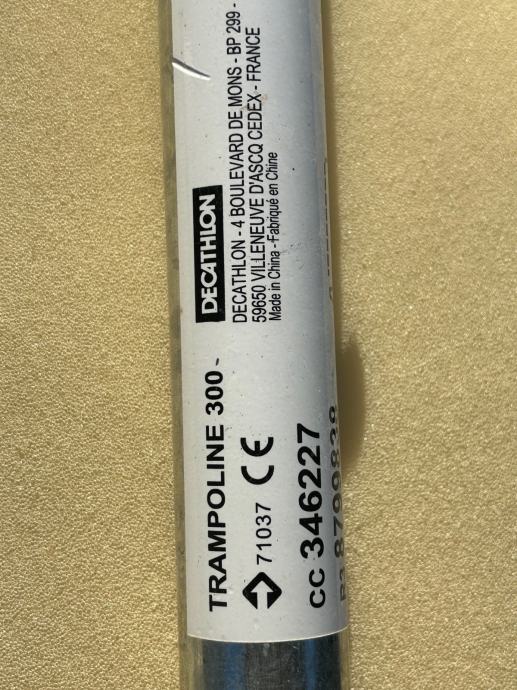 TRAMPOLINE 300 -
71037 CE
CC 346227
DECATHLON
DECATHLON - 4 BOULEVARD DE MONS - BP 299 -
59650 VILLENEUVE D'ASCQ CEDEX - FRANCE
Made in China - Fabriqué en Chine